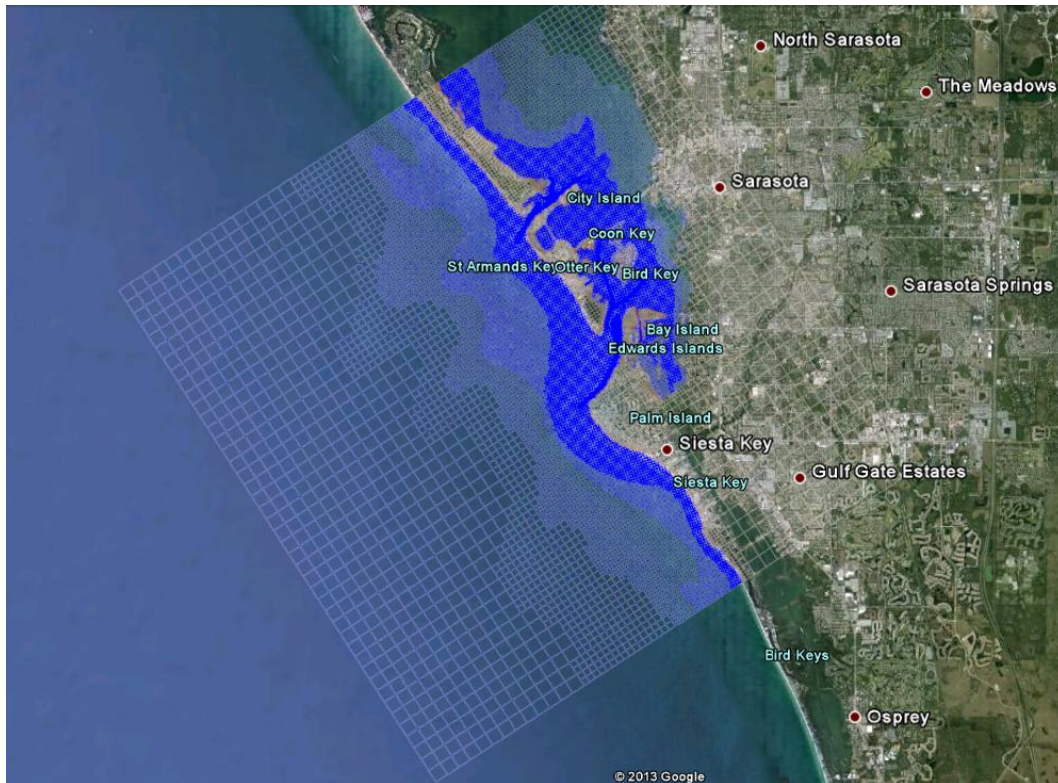 North Sarasota
The Meadows
Sarasota
City Island
Coon Key
St Armands Key
Otter Key
Bird Key
Sarasota Springs
Bay Island
Edwards Islands
Palm Island
Siesta Key
Gulf Gate Estates
Siesta Key
Bird Keys
Osprey
© 2013 Google